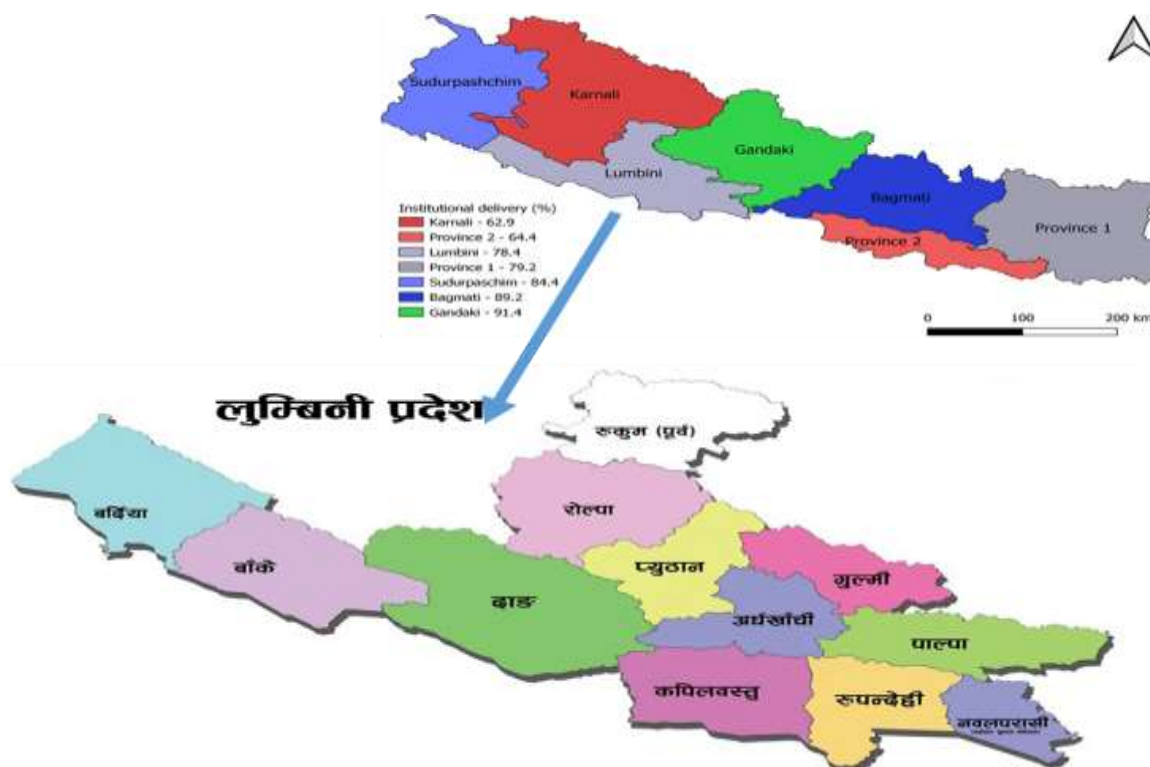 Sudurpashchim
Karnali
Gandaki
Lumbini
Bagmati
Province 1
Province 2
Institutional delivery (%)
Karnali - 62.9
Province 2 - 64.4
Lumbini - 78.4
Province 1 - 79.2
Sudurpaschim - 84.4
Bagmati - 89.2
Gandaki - 91.4
0 100 200 km
लुम्बिनी प्रदेश
रुकुम (पूर्व)
रोल्पा
बर्दिया
बाँके
प्युठान
गुल्मी
दाङ
अर्घखाँची
पाल्पा
कपिलवस्तु
रुपन्देही
नवलपरासी